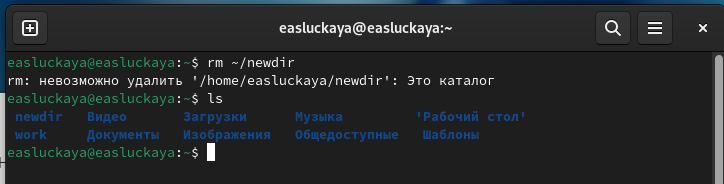 easluckaya@easluckaya:~
easluckaya@easluckaya:~$ rm ~/newdir
rm: невозможно удалить '/home/easluckaya/newdir': Это каталог
easluckaya@easluckaya:~$ ls
newdir Видео Загрузки Музыка 'Рабочий стол'
work Документы Изображения Общедоступные Шаблоны
easluckaya@easluckaya:~$